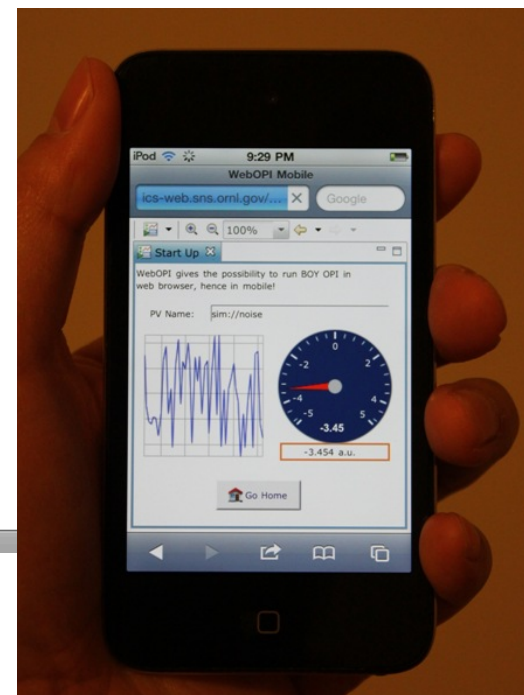 iPod 9:29 PM
WebOPI Mobile
ics-web.sns.ornl.gov/... Google
100%
Start Up
WebOPI gives the possibility to run BOY OPI in
web browser, hence in mobile!
PV Name: sim://noise
0
-2 2
-4 4
-5 5
-3.45
-3.454 a.u.
Go Home